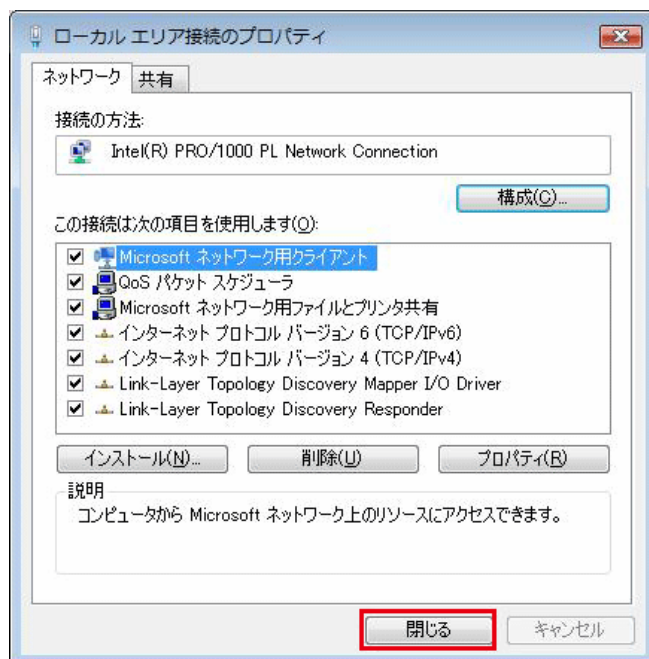 ローカル エリア接続のプロパティ
ネットワーク 共有
接続の方法:
Intel(R) PRO/1000 PL Network Connection
構成(C)...
この接続は次の項目を使用します(O):
Microsoft ネットワーク用クライアント
QoS パケット スケジューラ
Microsoft ネットワーク用ファイルとプリンタ共有
インターネット プロトコル バージョン 6 (TCP/IPv6)
インターネット プロトコル バージョン 4 (TCP/IPv4)
Link-Layer Topology Discovery Mapper I/O Driver
Link-Layer Topology Discovery Responder
インストール(N)... 削除(U) プロパティ(R)
説明
コンピュータから Microsoft ネットワーク上のリソースにアクセスできます。
閉じる キャンセル